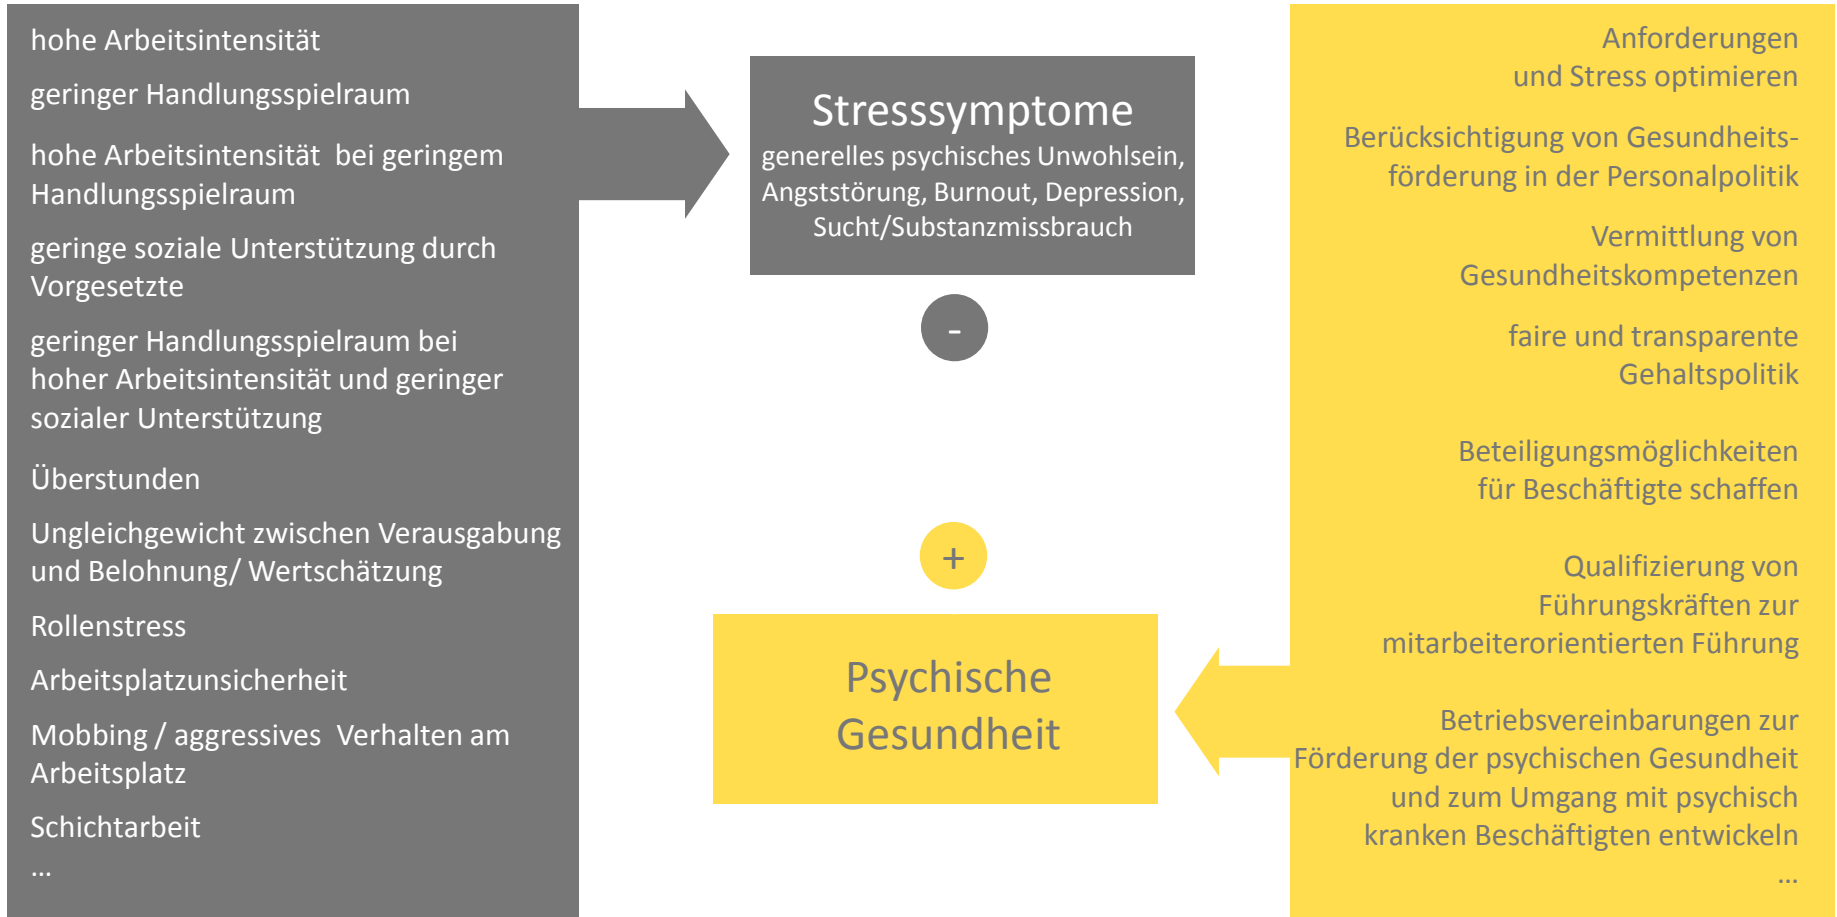 hohe Arbeitsintensität
geringer Handlungsspielraum
hohe Arbeitsintensität  bei geringem
Handlungsspielraum
geringe soziale Unterstützung durch
Vorgesetzte
geringer Handlungsspielraum bei
hoher Arbeitsintensität und geringer
sozialer Unterstützung
Überstunden
Ungleichgewicht zwischen Verausgabung
und Belohnung/ Wertschätzung
Rollenstress
Arbeitsplatzunsicherheit
Mobbing / aggressives  Verhalten am
Arbeitsplatz
Schichtarbeit
...
Stresssymptome
generelles psychisches Unwohlsein,
Angststörung, Burnout, Depression,
Sucht/Substanzmissbrauch
-
+
Psychische
Gesundheit
Anforderungen
und Stress optimieren
Berücksichtigung von Gesundheits-
förderung in der Personalpolitik
Vermittlung von
Gesundheitskompetenzen
faire und transparente
Gehaltspolitik
Beteiligungsmöglichkeiten
für Beschäftigte schaffen
Qualifizierung von
Führungskräften zur
mitarbeiterorientierten Führung
Betriebsvereinbarungen zur
Förderung der psychischen Gesundheit
und zum Umgang mit psychisch
kranken Beschäftigten entwickeln
...